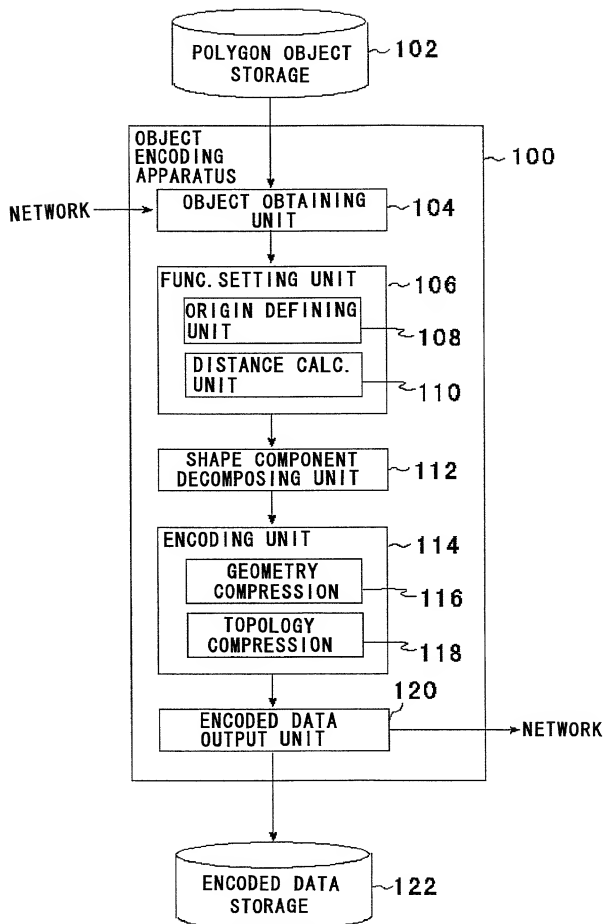 POLYGON OBJECT
STORAGE
102
OBJECT
ENCODING
APPARATUS
100
NETWORK
OBJECT OBTAINING
UNIT
104
FUNC. SETTING UNIT
106
ORIGIN DEFINING
UNIT
108
DISTANCE CALC.
UNIT
110
SHAPE COMPONENT
DECOMPOSING UNIT
112
ENCODING UNIT
114
GEOMETRY
COMPRESSION
116
TOPOLOGY
COMPRESSION
118
120
ENCODED DATA
OUTPUT UNIT
NETWORK
ENCODED DATA
STORAGE
122